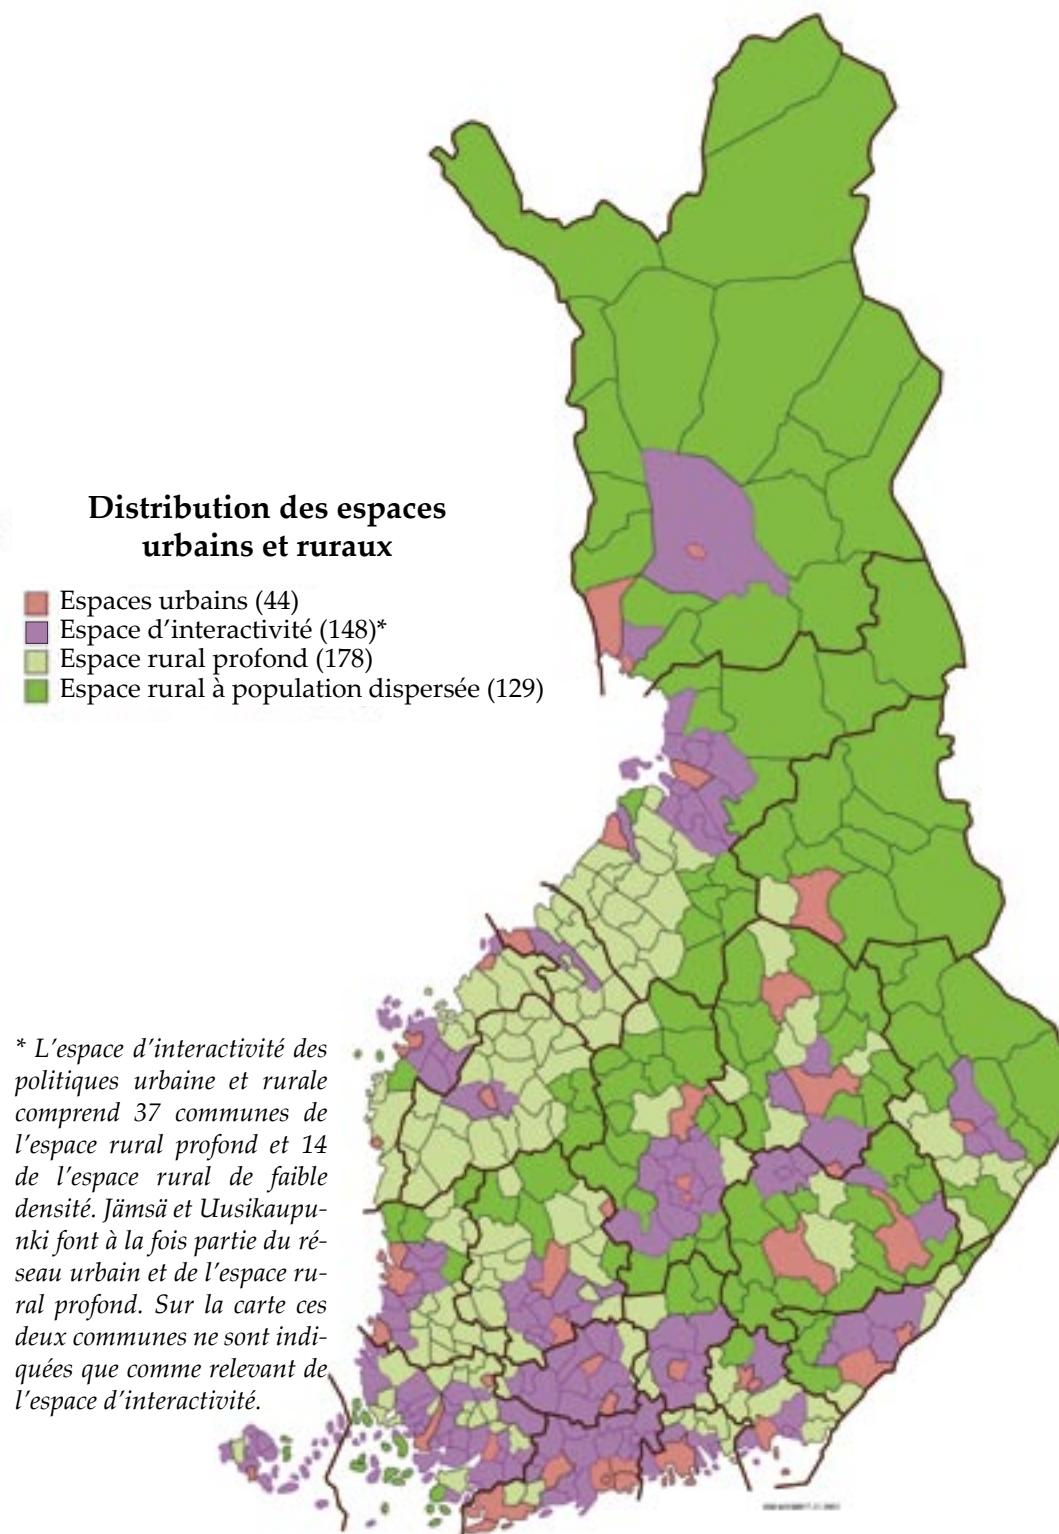 Distribution des espaces
urbains et ruraux
Espaces urbains (44)
Espace d'interactivité (148)*
Espace rural profond (178)
Espace rural à population dispersée (129)
* L'espace d'interactivité des
politiques urbaine et rurale
comprend 37 communes de
l'espace rural profond et 14
de l'espace rural de faible
densité. Jämsä et Uusikaupu-
nki font à la fois partie du ré-
seau urbain et de l'espace ru-
ral profond. Sur la carte ces
deux communes ne sont indi-
quées que comme relevant de
l'espace d'interactivité.